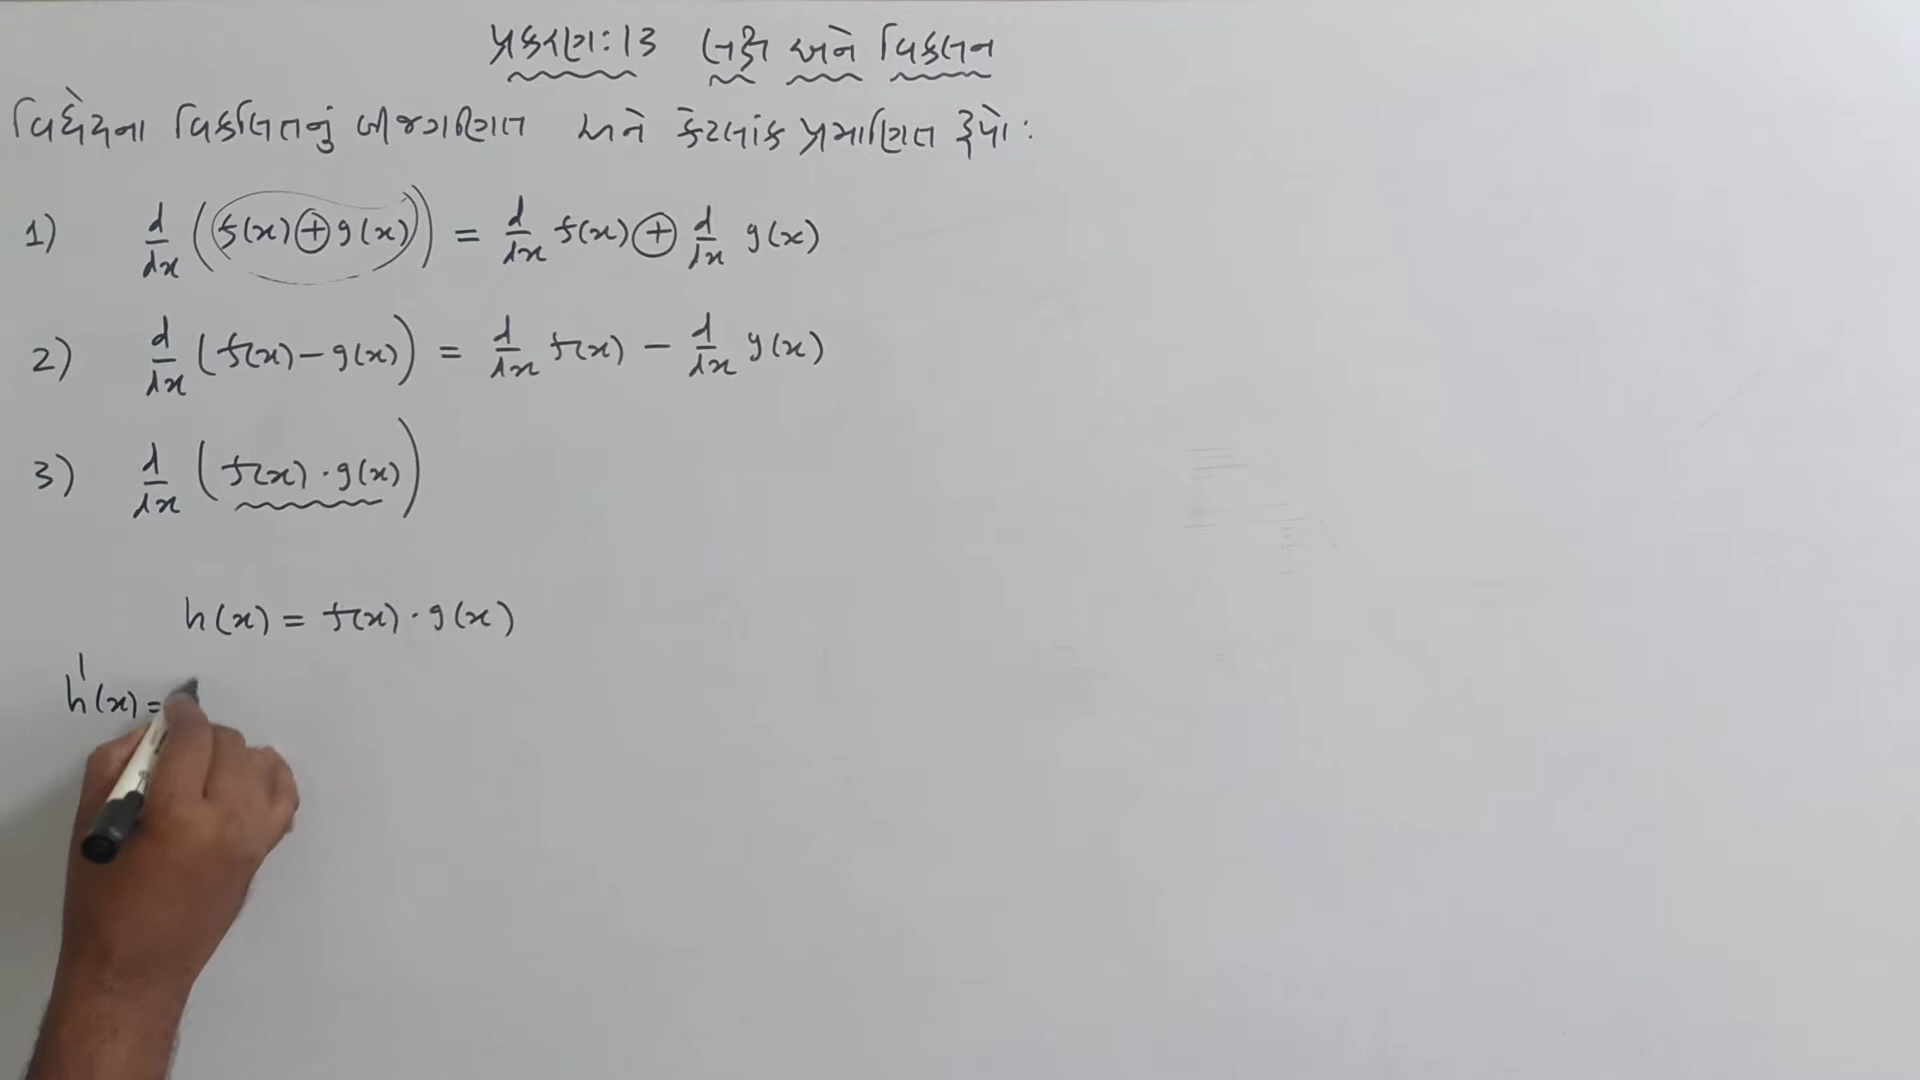 પ્રકરણ: 13 લક્ષ અને વિકલન
વિધેયના વિકલિતનું બીજગણિત અને કેટલાંક પ્રમાણિત રૂપો:
1) d/dx (f(x) + g(x)) = d/dx f(x) + d/dx g(x)
2) d/dx (f(x) - g(x)) = d/dx f(x) - d/dx g(x)
3) d/dx (f(x) · g(x))
h(x) = f(x) · g(x)
h'(x) =